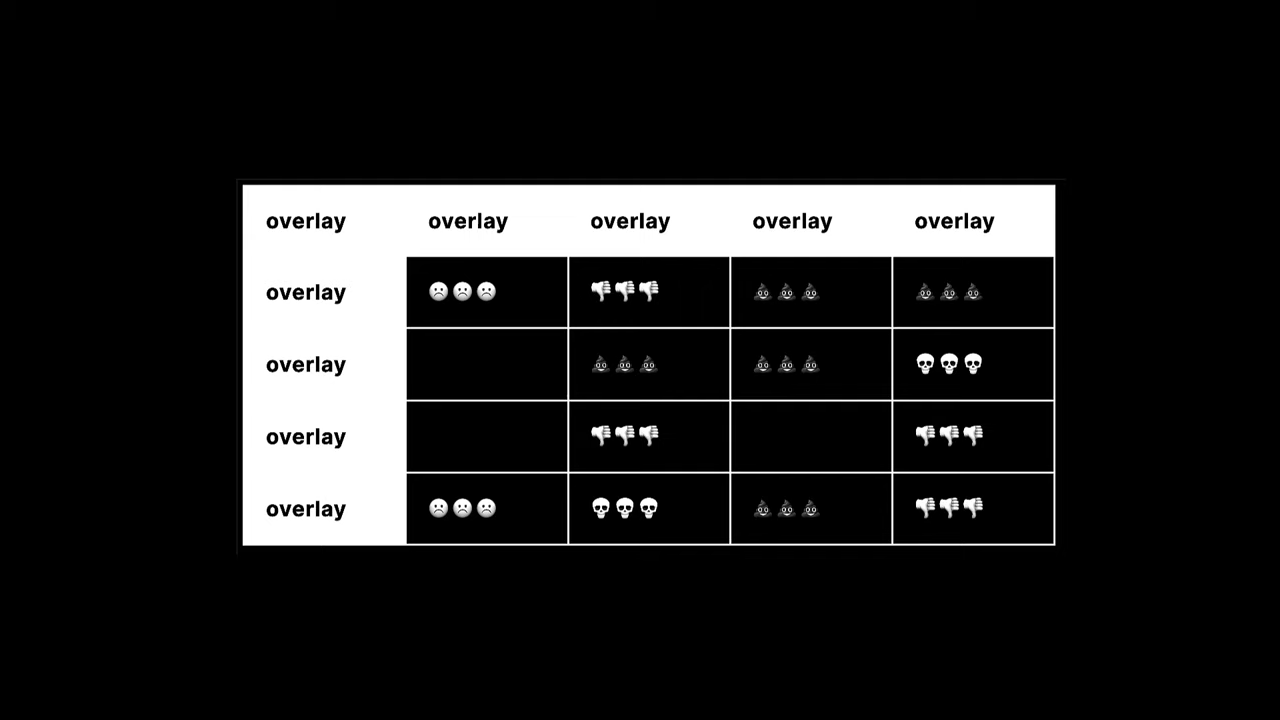 overlay overlay overlay overlay overlay
overlay ☹☹☹ 👎👎👎 💩💩💩 💩💩💩
overlay 💩💩💩 💩💩💩 💀💀💀
overlay 👎👎👎 👎👎👎
overlay ☹☹☹ 💀💀💀 💩💩💩 👎👎👎